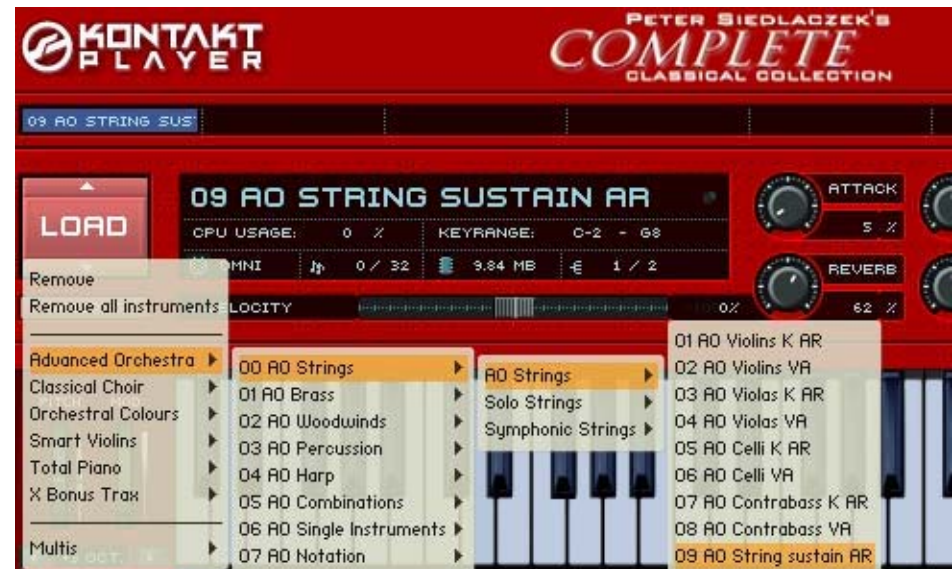 KONTAKT
PLAYER
PETER SIEDLACZEK'S
COMPLETE
CLASSICAL COLLECTION
09 AO STRING SUS
LOAD
09 AO STRING SUSTAIN AR
CPU USAGE: 0 % KEYRANGE: C-2 - G8
OMNI 0 / 32 9.84 MB 1 / 2
ATTACK
5 %
REVERB
62 %
LOCITY 0%
Remove
Remove all instruments
Advanced Orchestra
Classical Choir
Orchestral Colours
Smart Violins
Total Piano
X Bonus Trax
Multis
00 AO Strings
01 AO Brass
02 AO Woodwinds
03 AO Percussion
04 AO Harp
05 AO Combinations
06 AO Single Instruments
07 AO Notation
AO Strings
Solo Strings
Symphonic Strings
01 AO Violins K AR
02 AO Violins VA
03 AO Violas K AR
04 AO Violas VA
05 AO Celli K AR
06 AO Celli VA
07 AO Contrabass K AR
08 AO Contrabass VA
09 AO String sustain AR